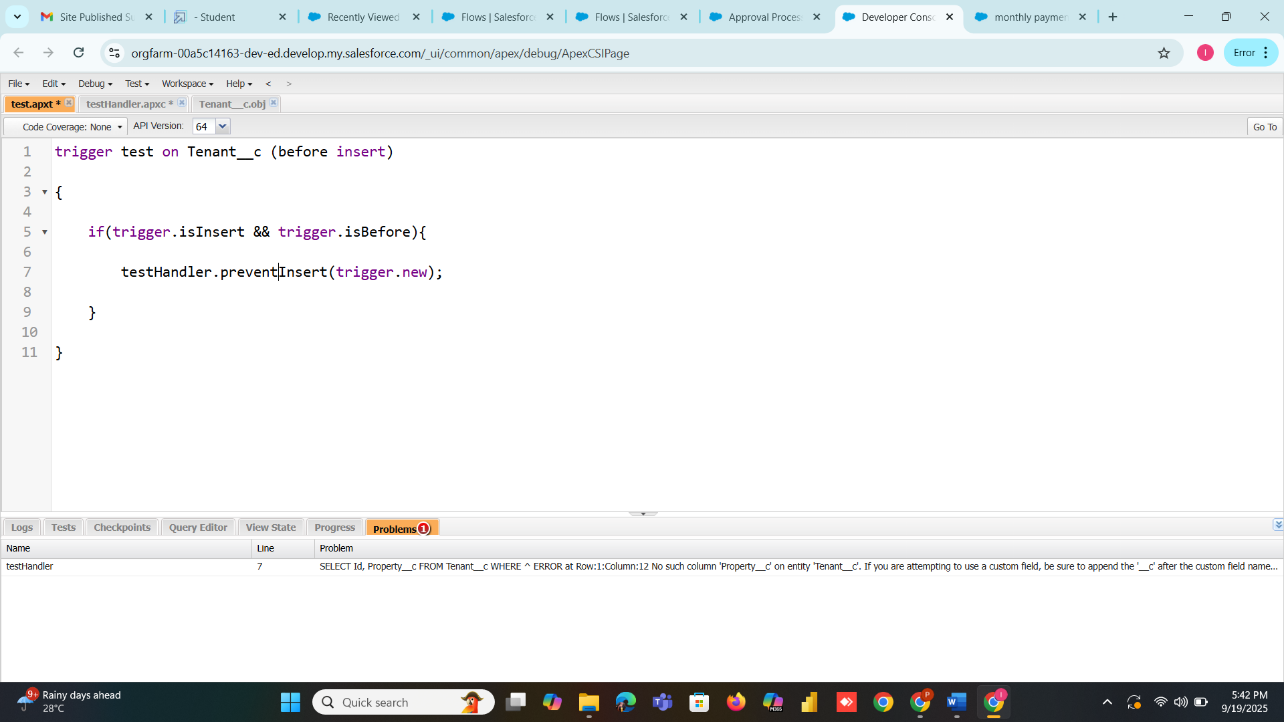 Site Published Su
- Student
Recently Viewed
Flows | Salesforc
Flows | Salesforc
Approval Proces
Developer Cons
monthly paymen
orgfarm-00a5c14163-dev-ed.develop.my.salesforce.com/_ui/common/apex/debug/ApexCSIPage
I
Error
File Edit Debug Test Workspace Help < >
test.apxt * testHandler.apxc * Tenant__c.obj
Code Coverage: None API Version: 64 Go To
1 trigger test on Tenant__c (before insert)
2
3 {
4
5 if(trigger.isInsert && trigger.isBefore){
6
7 testHandler.preventInsert(trigger.new);
8
9 }
10
11 }
Logs Tests Checkpoints Query Editor View State Progress Problems 1
Name Line Problem
testHandler 7 SELECT Id, Property__c FROM Tenant__c WHERE ^ ERROR at Row:1:Column:12 No such column 'Property__c' on entity 'Tenant__c'. If you are attempting to use a custom field, be sure to append the '__c' after the custom field name...
9+
Rainy days ahead
28°C
Quick search
M365
P
I
5:42 PM
9/19/2025